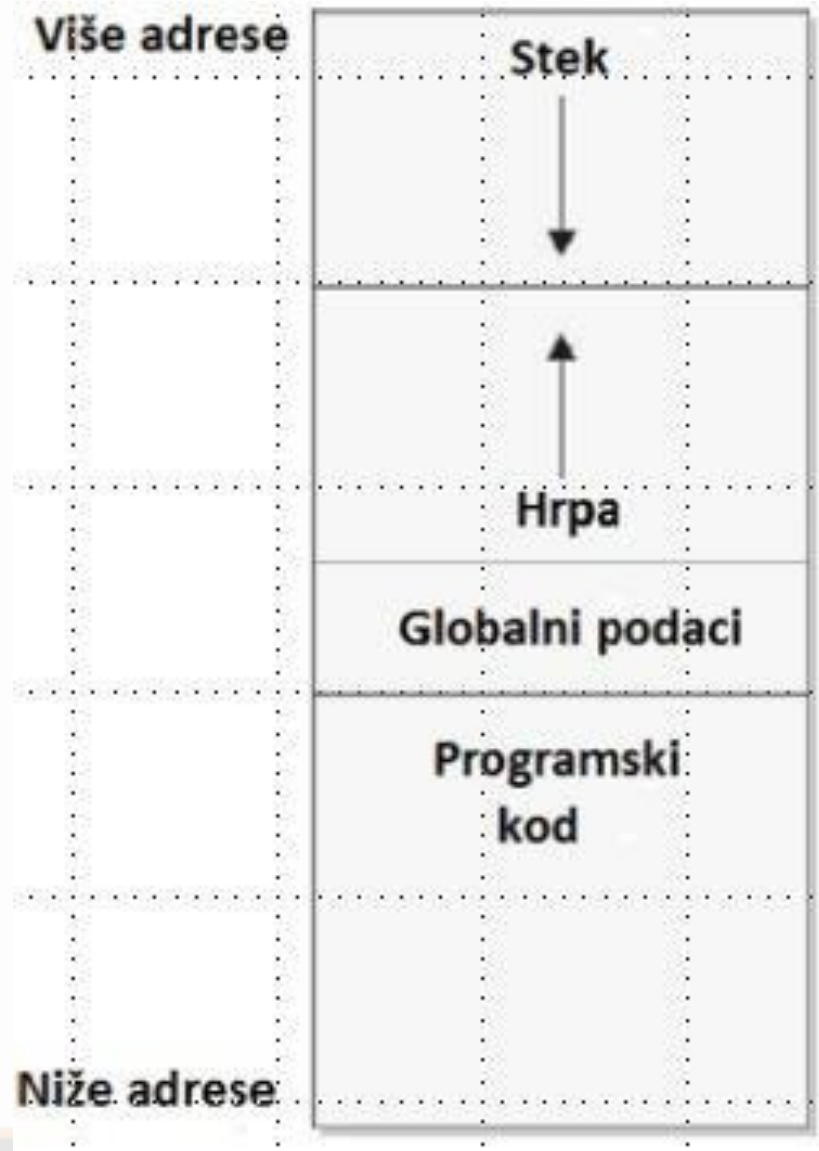 Više adrese
Stek
Hrpa
Globalni podaci
Programski
kod
Niže adrese